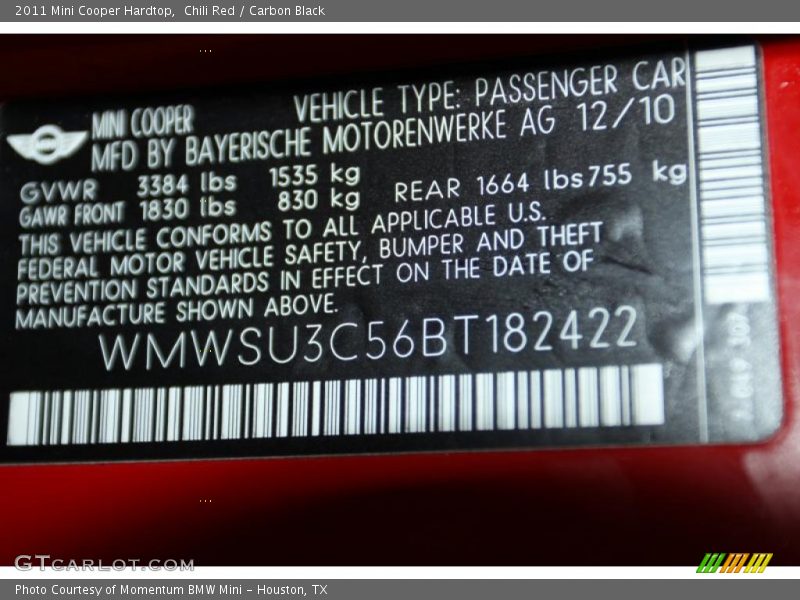 2011 Mini Cooper Hardtop,  Chili Red / Carbon Black
MINI COOPER
VEHICLE TYPE: PASSENGER CAR
MFD BY BAYERISCHE MOTORENWERKE AG 12/10
GVWR 3384 lbs 1535 kg
GAWR FRONT 1830 lbs 830 kg REAR 1664 lbs 755 kg
THIS VEHICLE CONFORMS TO ALL APPLICABLE U.S.
FEDERAL MOTOR VEHICLE SAFETY, BUMPER AND THEFT
PREVENTION STANDARDS IN EFFECT ON THE DATE OF
MANUFACTURE SHOWN ABOVE.
WMWSU3C56BT182422
GTCARLOT.COM
Photo Courtesy of Momentum BMW Mini - Houston, TX